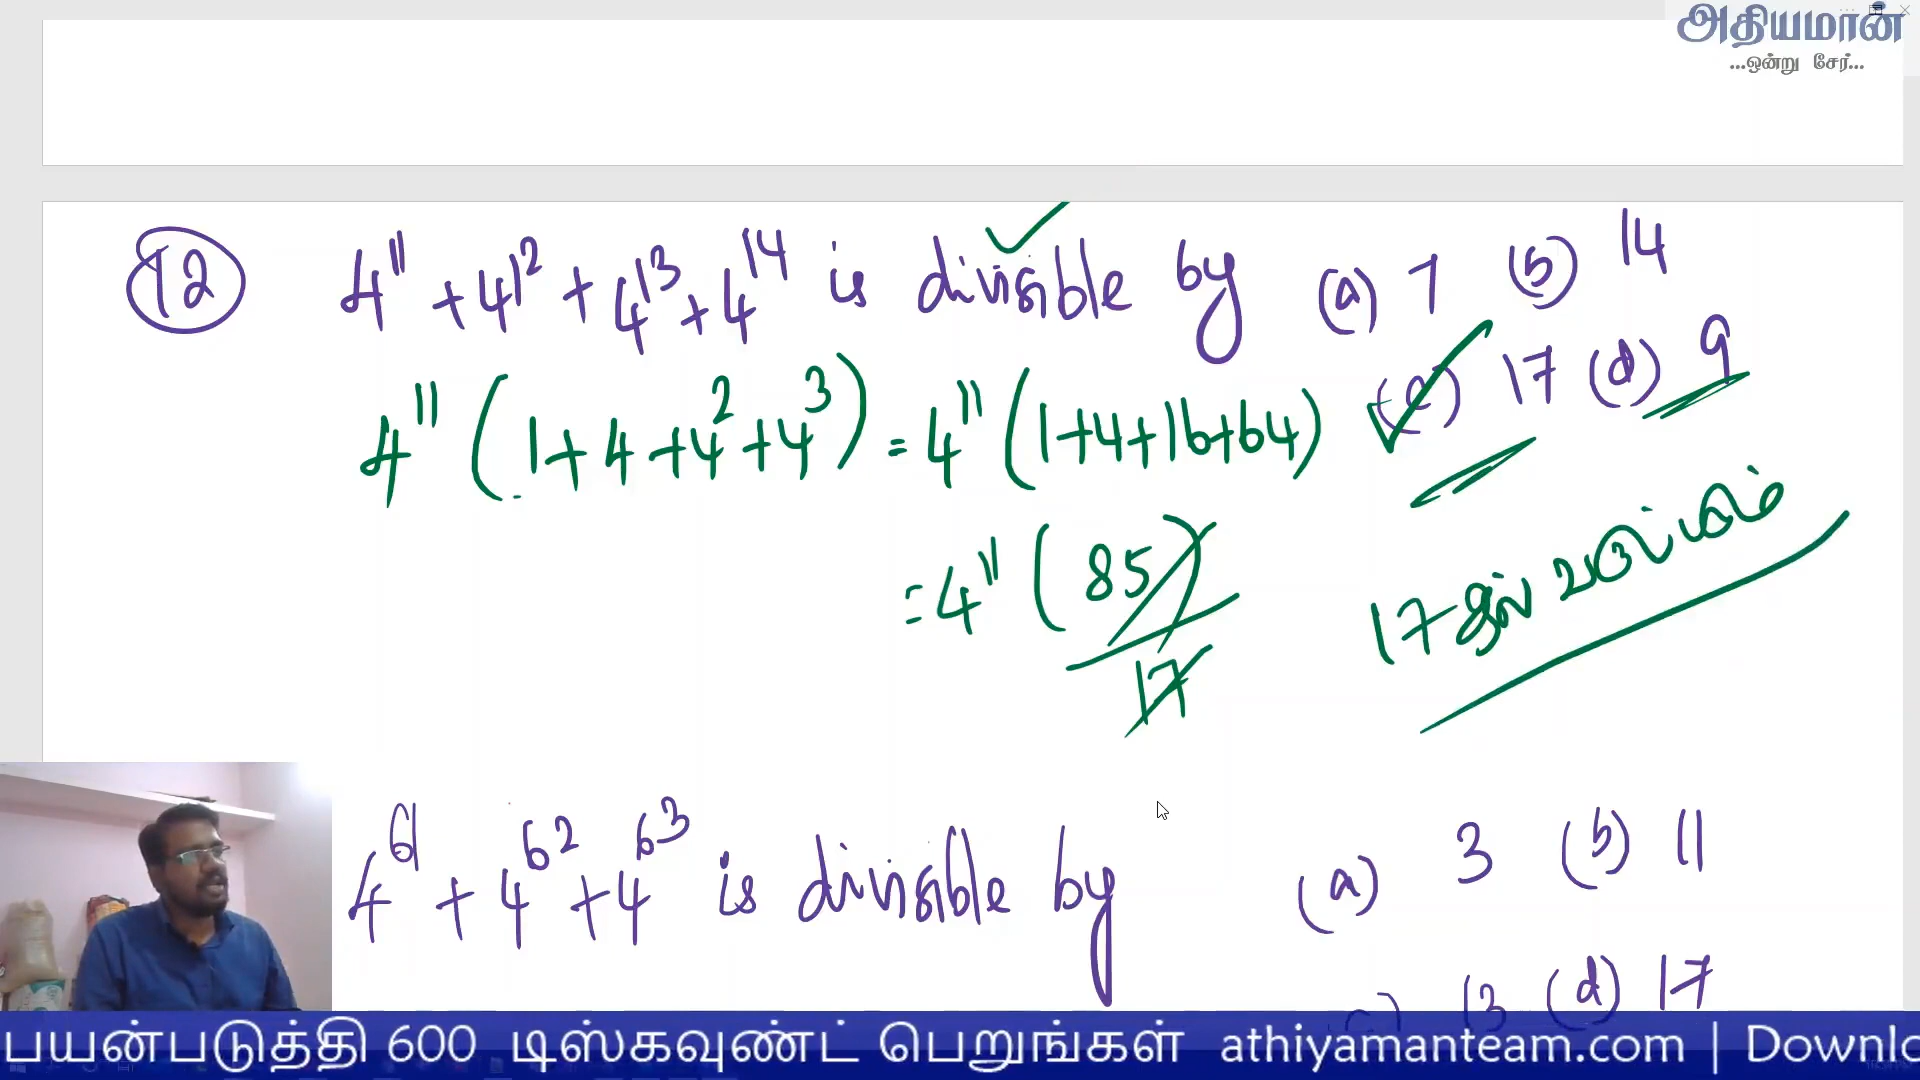 அதியமான்
...ஒன்று சேர்...
(12) 4^11 + 4^12 + 4^13 + 4^14 is divisible by (a) 7 (b) 14
(c) 17 (d) 9
4^11 (1+4+4^2+4^3) = 4^11 (1+4+16+64)
= 4^11 (85)
17
17 ஆல் வகுபடும்
4^61 + 4^62 + 4^63 is divisible by (a) 3 (b) 11
(c) 13 (d) 17
பயன்படுத்தி 600 டிஸ்கவுண்ட் பெறுங்கள் athiyamanteam.com | Downlo